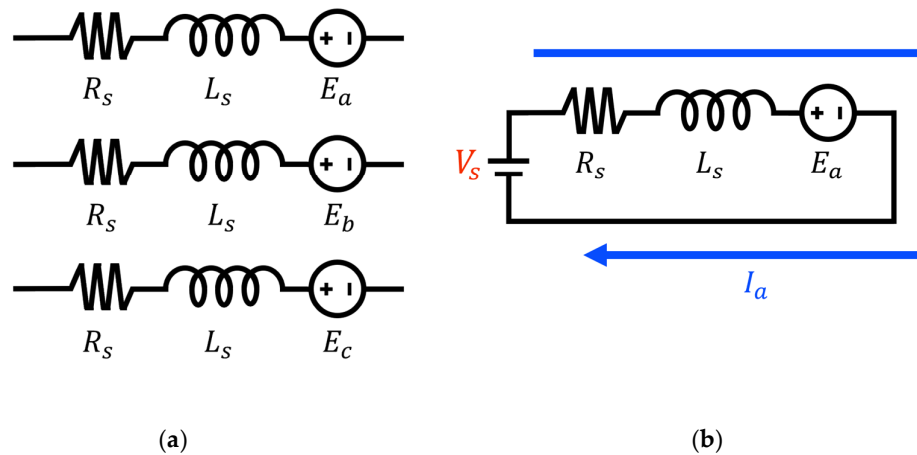 R_s L_s E_a
R_s L_s E_b
R_s L_s E_c
(a)
V_s R_s L_s E_a
I_a
(b)